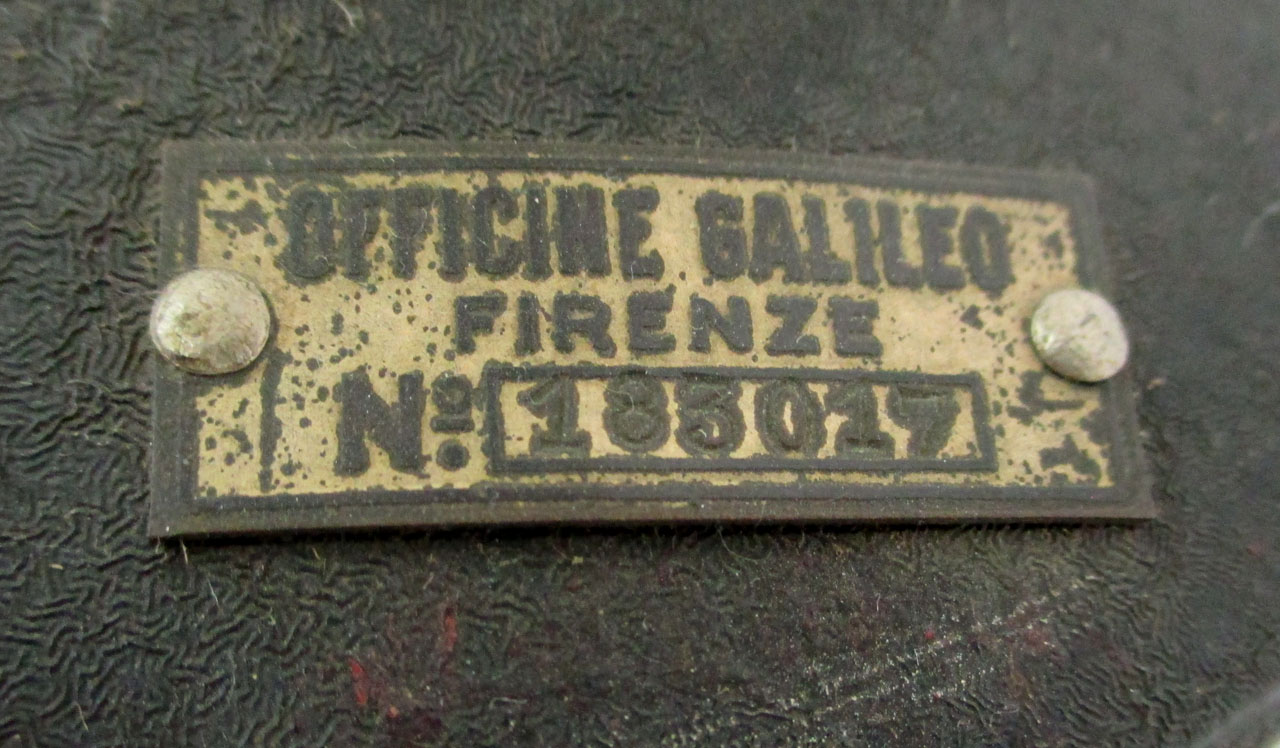 OFFICINE GALILEO
FIRENZE
Nº 183017